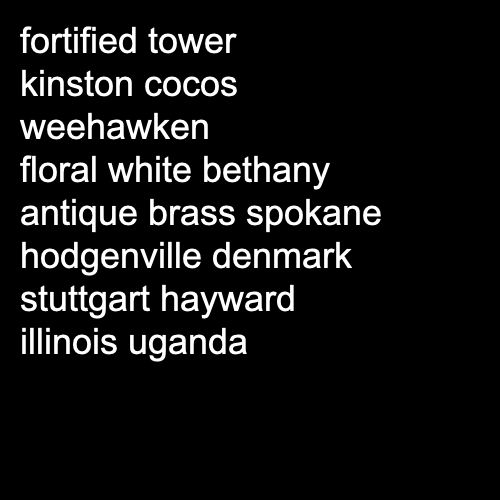 fortified tower
kinston cocos
weehawken
floral white bethany
antique brass spokane
hodgenville denmark
stuttgart hayward
illinois uganda